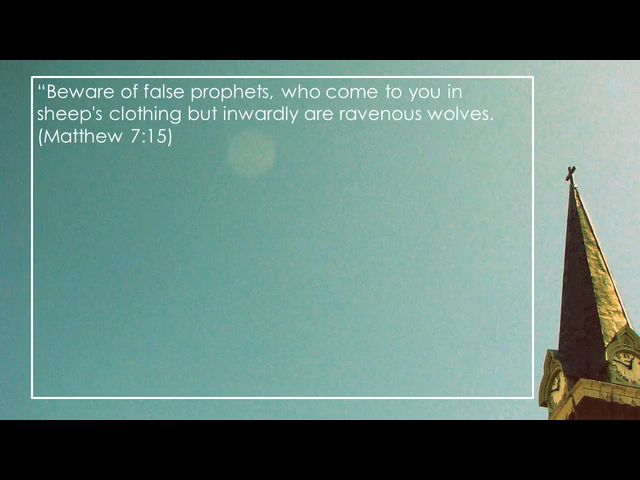 “Beware of false prophets, who come to you in
sheep's clothing but inwardly are ravenous wolves.
(Matthew 7:15)